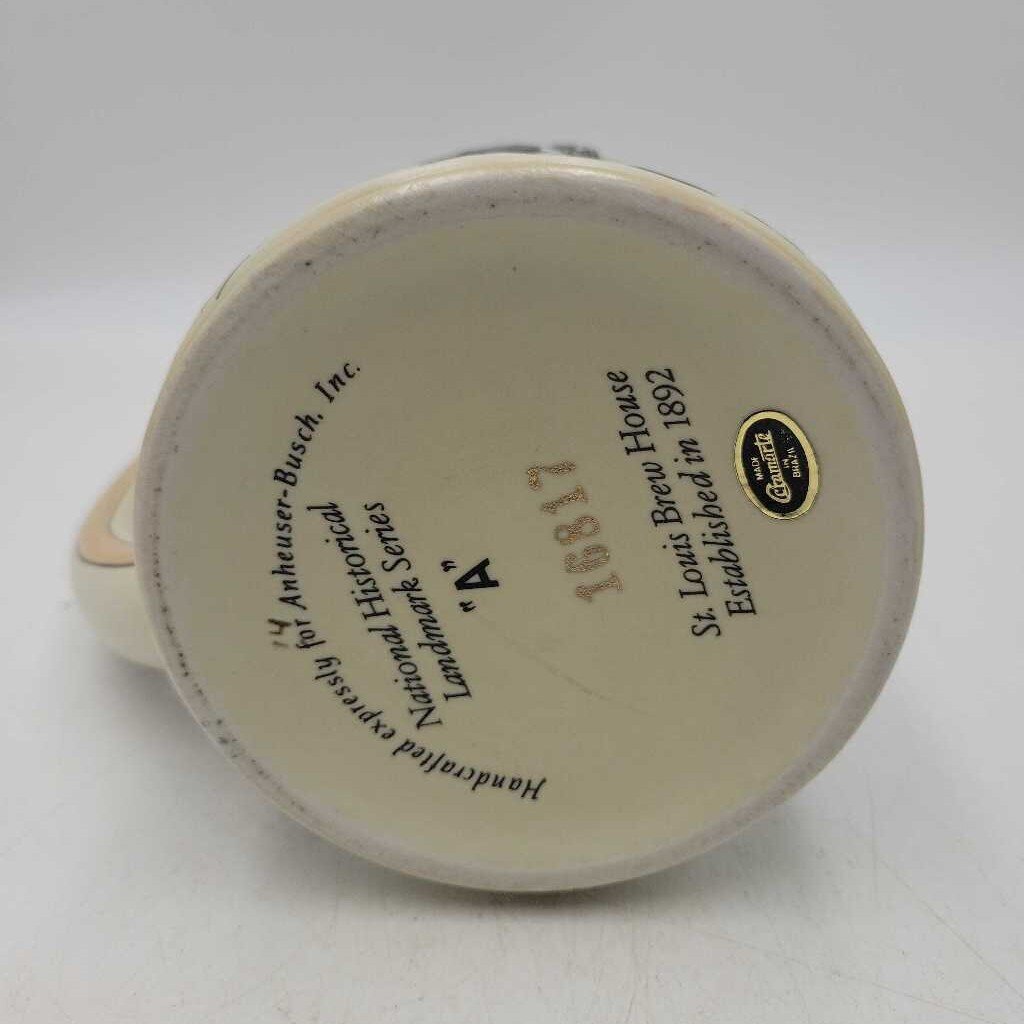 Handcrafted expressly for Anheuser-Busch, Inc.
14
National Historical
Landmark Series
"A"
16817
St. Louis Brew House
Established in 1892
MADE
Ceramarte
IN
BRAZIL